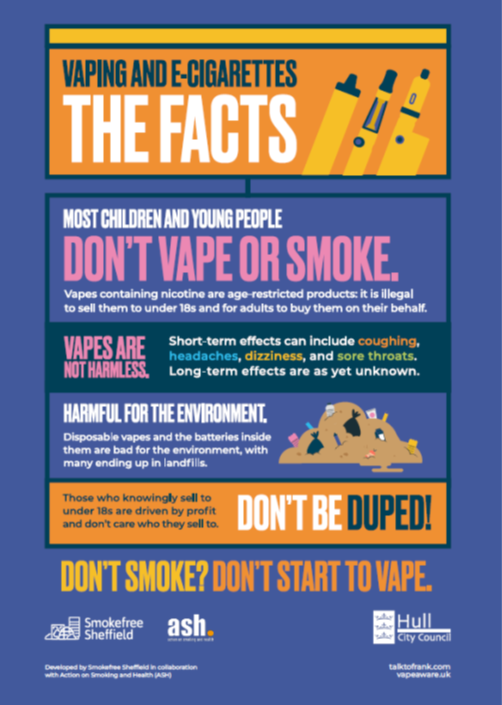 VAPING AND E-CIGARETTES
THE FACTS
MOST CHILDREN AND YOUNG PEOPLE
DON'T VAPE OR SMOKE.
Vapes containing nicotine are age-restricted products: it is illegal
to sell them to under 18s and for adults to buy them on their behalf.
VAPES ARE
NOT HARMLESS.
Short-term effects can include coughing,
headaches, dizziness, and sore throats.
Long-term effects are as yet unknown.
HARMFUL FOR THE ENVIRONMENT.
Disposable vapes and the batteries inside
them are bad for the environment, with
many ending up in landfills.
Those who knowingly sell to
under 18s are driven by profit
and don't care who they sell to.
DON'T BE DUPED!
DON'T SMOKE? DON'T START TO VAPE.
Smokefree
Sheffield
ash.
Hull
City Council
Developed by Smokefree Sheffield in collaboration
with Action on Smoking and Health (ASH)
talktofrank.com
vapeaware.uk